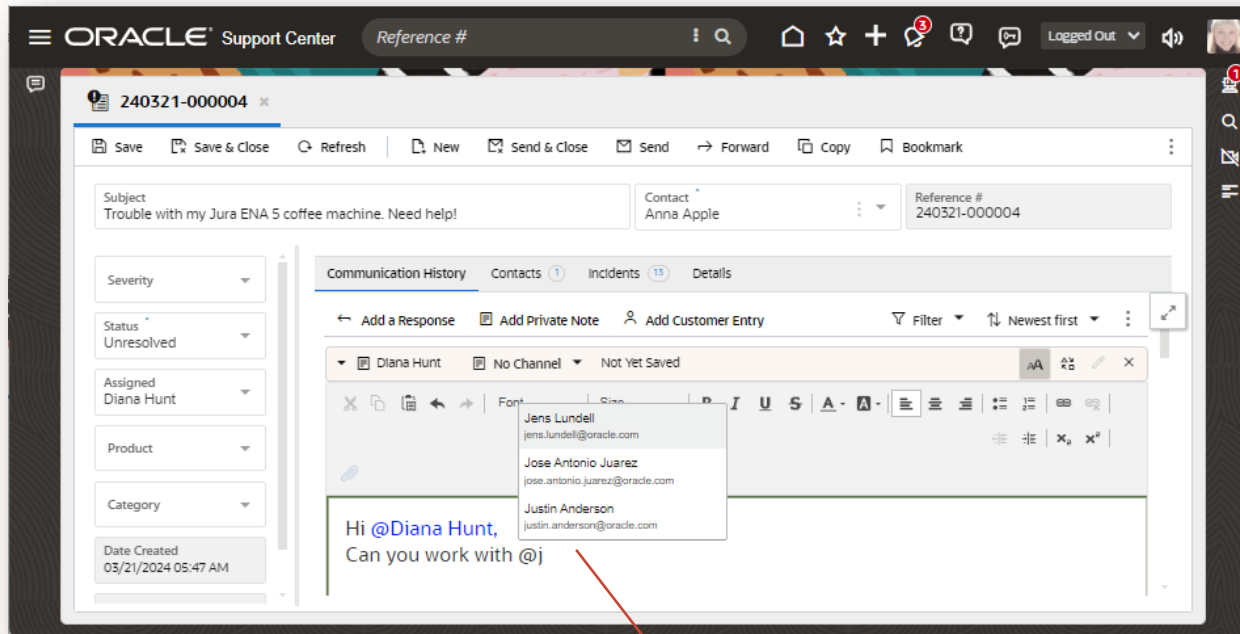 ORACLE Support Center
Reference #
3
Logged Out
240321-000004
1
Save
Save & Close
Refresh
New
Send & Close
Send
Forward
Copy
Bookmark
Subject
Trouble with my Jura ENA 5 coffee machine. Need help!
Contact
Anna Apple
Reference #
240321-000004
Severity
Status
Unresolved
Assigned
Diana Hunt
Product
Category
Date Created
03/21/2024 05:47 AM
Communication History
Contacts 1
Incidents 13
Details
Add a Response
Add Private Note
Add Customer Entry
Filter
Newest first
Diana Hunt
No Channel
Not Yet Saved
Font
Size
B I U S A A
Jens Lundell
jens.lundell@oracle.com
Jose Antonio Juarez
jose.antonio.juarez@oracle.com
Justin Anderson
justin.anderson@oracle.com
Hi @Diana Hunt,
Can you work with @j